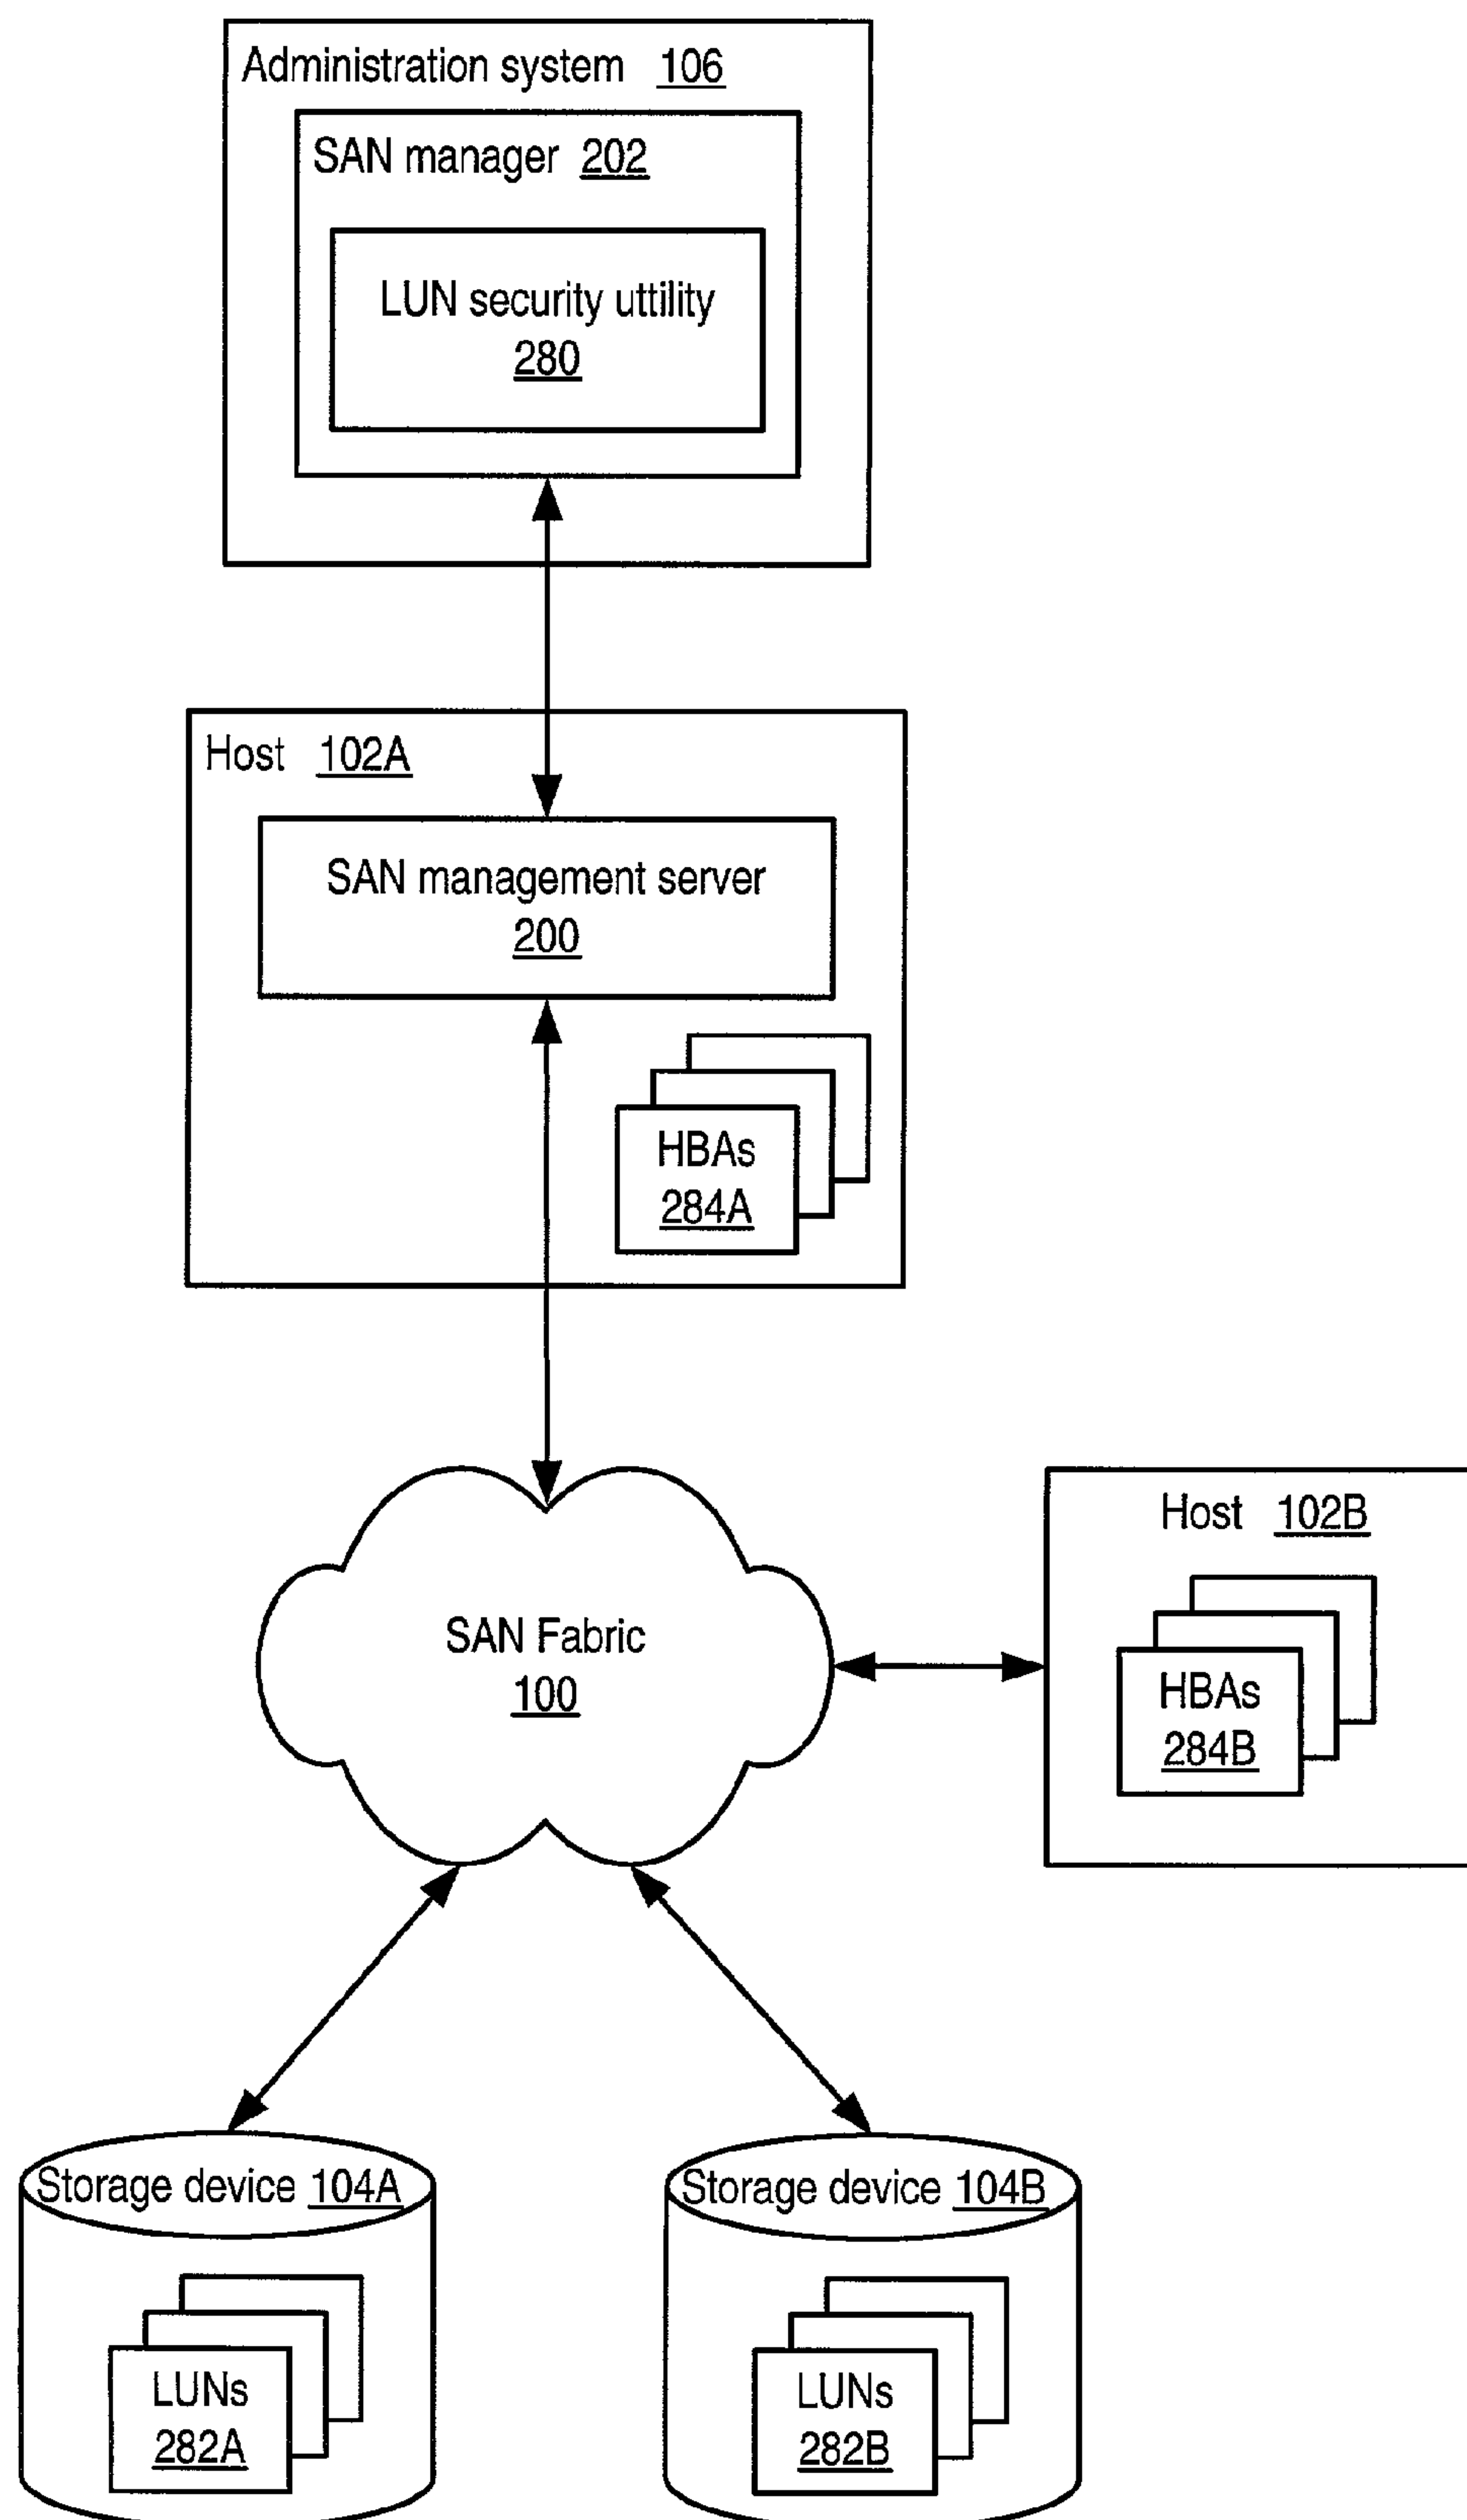 Administration system 106
SAN manager 202
LUN security uttility
280
Host 102A
SAN management server
200
HBAs
284A
Host 102B
SAN Fabric
100
HBAs
284B
Storage device 104A
Storage device 104B
LUNs
282A
LUNs
282B